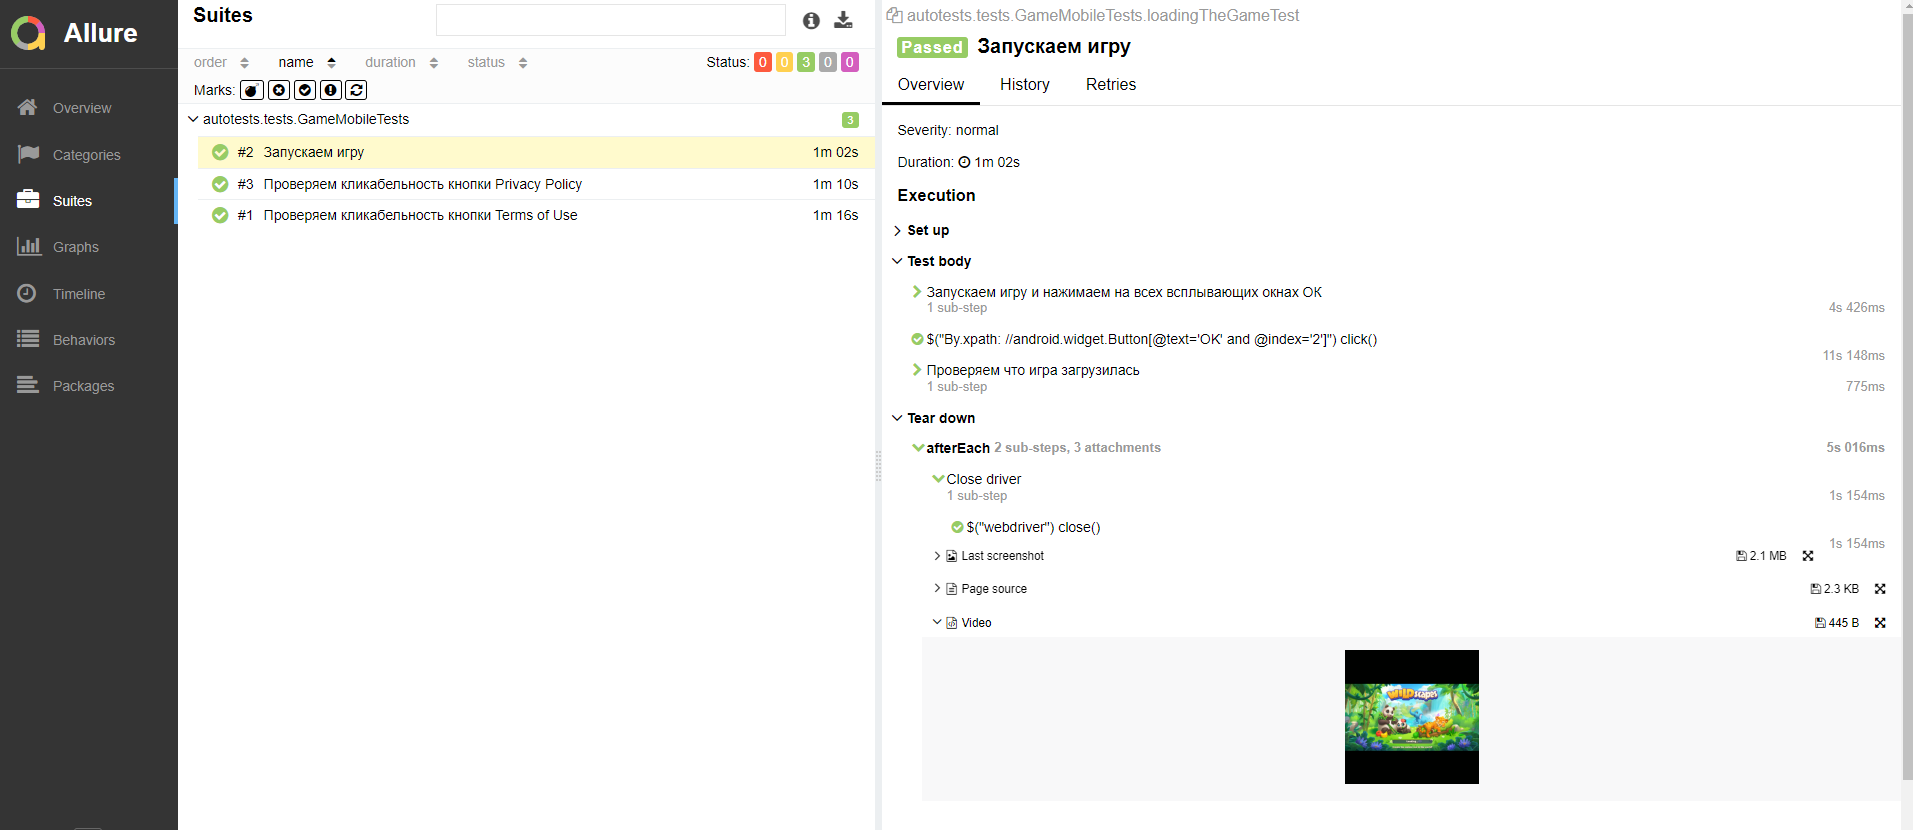 Allure
Overview
Categories
Suites
Graphs
Timeline
Behaviors
Packages
Suites
order name duration status Status: 0 0 3 0 0
Marks:
autotests.tests.GameMobileTests 3
#2 Запускаем игру 1m 02s
#3 Проверяем кликабельность кнопки Privacy Policy 1m 10s
#1 Проверяем кликабельность кнопки Terms of Use 1m 16s
autotests.tests.GameMobileTests.loadingTheGameTest
Passed Запускаем игру
Overview History Retries
Severity: normal
Duration: 1m 02s
Execution
Set up
Test body
Запускаем игру и нажимаем на всех всплывающих окнах ОК
1 sub-step 4s 426ms
$("By.xpath: //android.widget.Button[@text='OK' and @index='2']") click()
11s 148ms
Проверяем что игра загрузилась
1 sub-step 775ms
Tear down
afterEach 2 sub-steps, 3 attachments 5s 016ms
Close driver
1 sub-step 1s 154ms
$("webdriver") close()
1s 154ms
Last screenshot 2.1 MB
Page source 2.3 KB
Video 445 B
WILDscapes